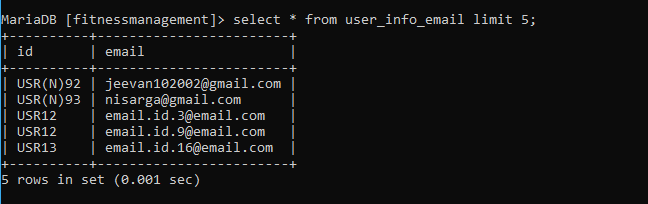 MariaDB [fitnessmanagement]> select * from user_info_email limit 5;
+----------+-----------------------+
| id       | email                 |
+----------+-----------------------+
| USR(N)92 | jeevan102002@gmail.com |
| USR(N)93 | nisarga@gmail.com     |
| USR12    | email.id.3@email.com  |
| USR12    | email.id.9@email.com  |
| USR13    | email.id.16@email.com |
+----------+-----------------------+
5 rows in set (0.001 sec)